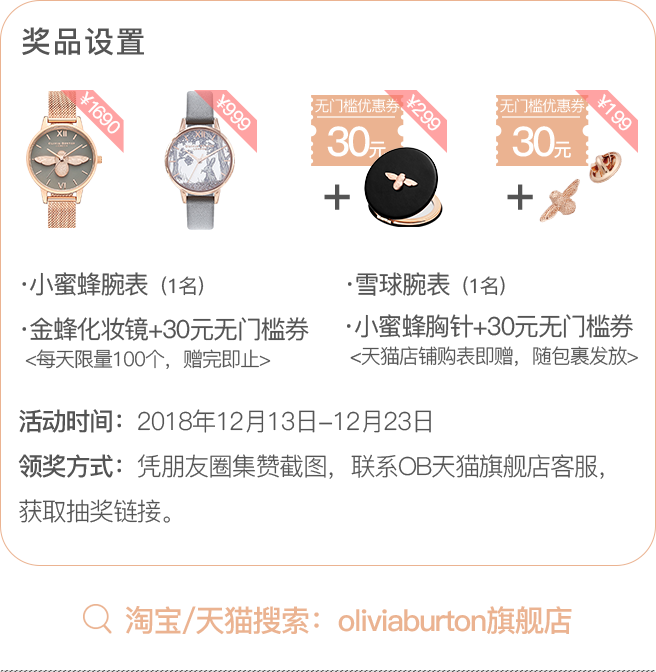 奖品设置
¥1690
¥999
无门槛优惠券
30元
¥299
+
无门槛优惠券
30元
¥199
+
·小蜜蜂腕表（1名）
·雪球腕表（1名）
·金蜂化妆镜+30元无门槛券
<每天限量100个，赠完即止>
·小蜜蜂胸针+30元无门槛券
<天猫店铺购表即赠，随包裹发放>
活动时间：2018年12月13日-12月23日
领奖方式：凭朋友圈集赞截图，联系OB天猫旗舰店客服，
获取抽奖链接。
淘宝/天猫搜索：oliviaburton旗舰店